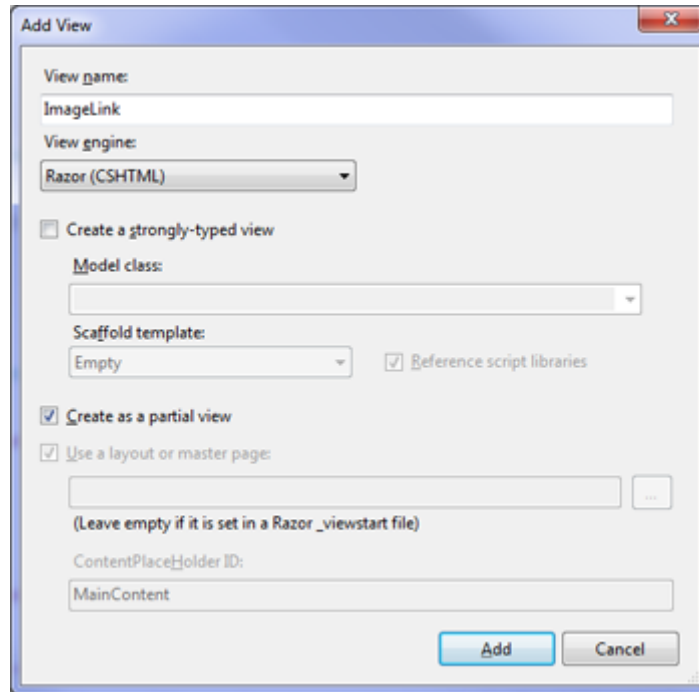 Add View
View name:
ImageLink
View engine:
Razor (CSHTML)
Create a strongly-typed view
Model class:
Scaffold template:
Empty
Reference script libraries
Create as a partial view
Use a layout or master page:
...
(Leave empty if it is set in a Razor _viewstart file)
ContentPlaceHolder ID:
MainContent
Add Cancel